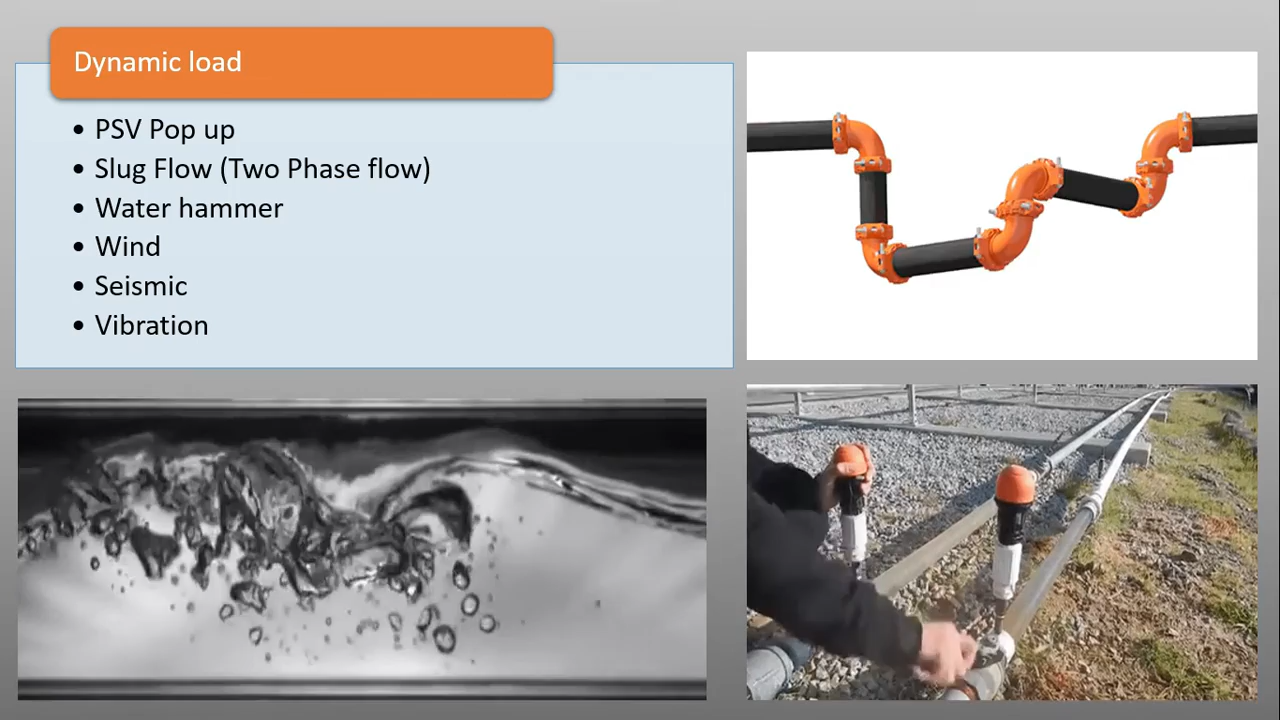 Dynamic load
• PSV Pop up
• Slug Flow (Two Phase flow)
• Water hammer
• Wind
• Seismic
• Vibration